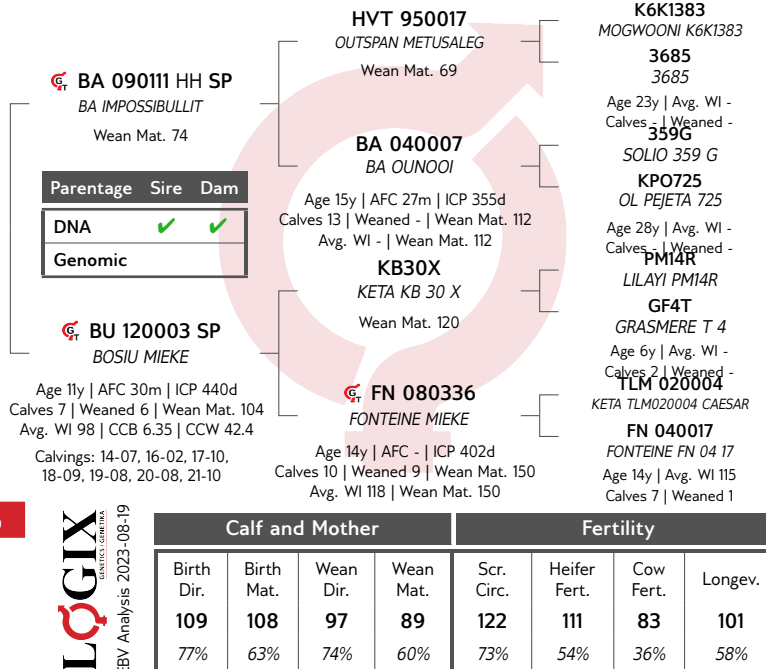 BA 090111 HH SP
BA IMPOSSIBULLIT
Wean Mat. 74
Parentage Sire Dam
DNA ✔ ✔
Genomic
BU 120003 SP
BOSIU MIEKE
Age 11y | AFC 30m | ICP 440d
Calves 7 | Weaned 6 | Wean Mat. 104
Avg. WI 98 | CCB 6.35 | CCW 42.4
Calvings: 14-07, 16-02, 17-10,
18-09, 19-08, 20-08, 21-10
HVT 950017
OUTSPAN METUSALEG
Wean Mat. 69
BA 040007
BA OUNOOI
Age 15y | AFC 27m | ICP 355d
Calves 13 | Weaned - | Wean Mat. 112
Avg. WI - | Wean Mat. 112
KB30X
KETA KB 30 X
Wean Mat. 120
FN 080336
FONTEINE MIEKE
Age 14y | AFC - | ICP 402d
Calves 10 | Weaned 9 | Wean Mat. 150
Avg. WI 118 | Wean Mat. 150
K6K1383
MOGWOONI K6K1383
3685
3685
Age 23y | Avg. WI -
Calves - | Weaned -
359G
SOLIO 359 G
KPO725
OL PEJETA 725
Age 28y | Avg. WI -
Calves - | Weaned -
PM14R
LILAYI PM14R
GF4T
GRASMERE T 4
Age 6y | Avg. WI -
Calves 2 | Weaned -
TLM 020004
KETA TLM020004 CAESAR
FN 040017
FONTEINE FN 04 17
Age 14y | Avg. WI 115
Calves 7 | Weaned 1
LOGIX
GENETICS | GENETIKA
EBV Analysis 2023-08-19
Calf and Mother Fertility
Birth Dir. Birth Mat. Wean Dir. Wean Mat. Scr. Circ. Heifer Fert. Cow Fert. Longev.
109 108 97 89 122 111 83 101
77% 63% 74% 60% 73% 54% 36% 58%